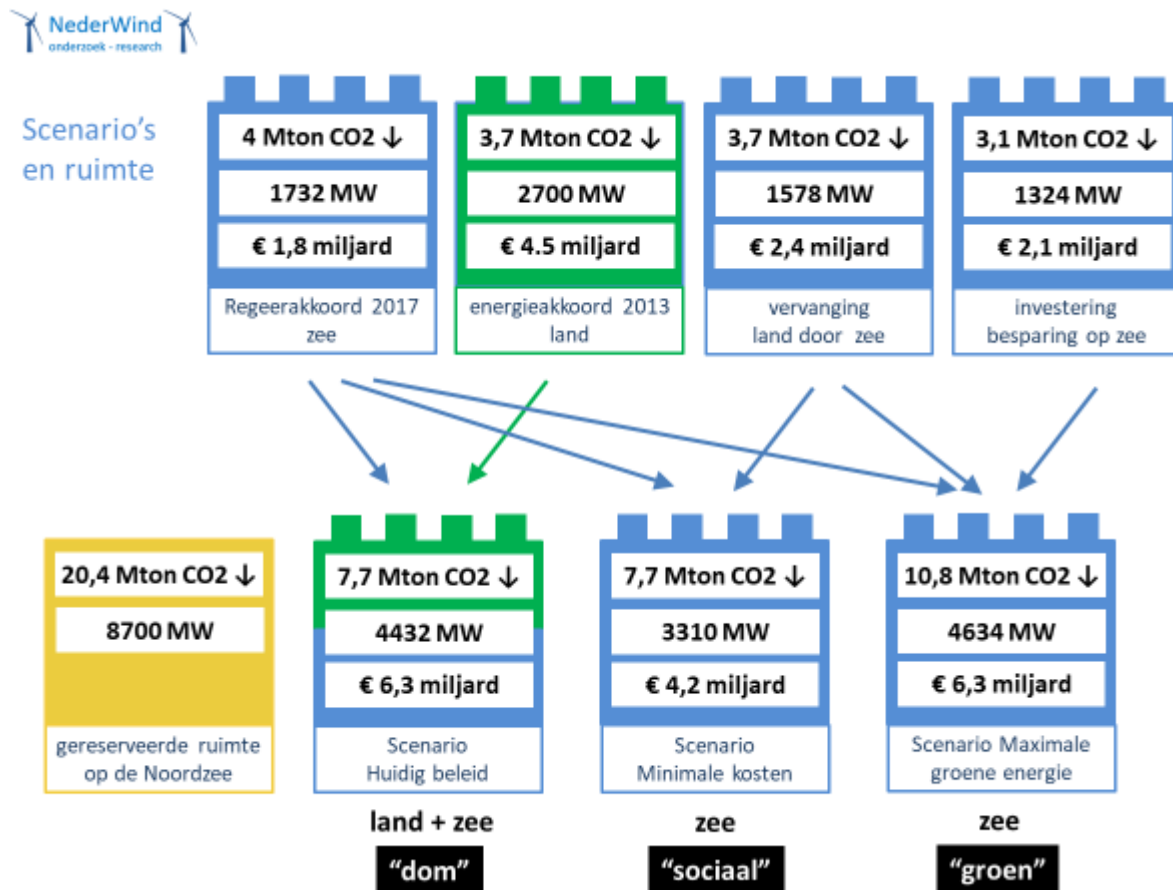 NederWind
onderzoek - research
Scenario's
en ruimte
4 Mton CO2 ↓
1732 MW
€ 1,8 miljard
Regeerakkoord 2017
zee
3,7 Mton CO2 ↓
2700 MW
€ 4.5 miljard
energieakkoord 2013
land
3,7 Mton CO2 ↓
1578 MW
€ 2,4 miljard
vervanging
land door zee
3,1 Mton CO2 ↓
1324 MW
€ 2,1 miljard
investering
besparing op zee
20,4 Mton CO2 ↓
8700 MW
gereserveerde ruimte
op de Noordzee
7,7 Mton CO2 ↓
4432 MW
€ 6,3 miljard
Scenario
Huidig beleid
land + zee
"dom"
7,7 Mton CO2 ↓
3310 MW
€ 4,2 miljard
Scenario
Minimale kosten
zee
"sociaal"
10,8 Mton CO2 ↓
4634 MW
€ 6,3 miljard
Scenario Maximale
groene energie
zee
"groen"